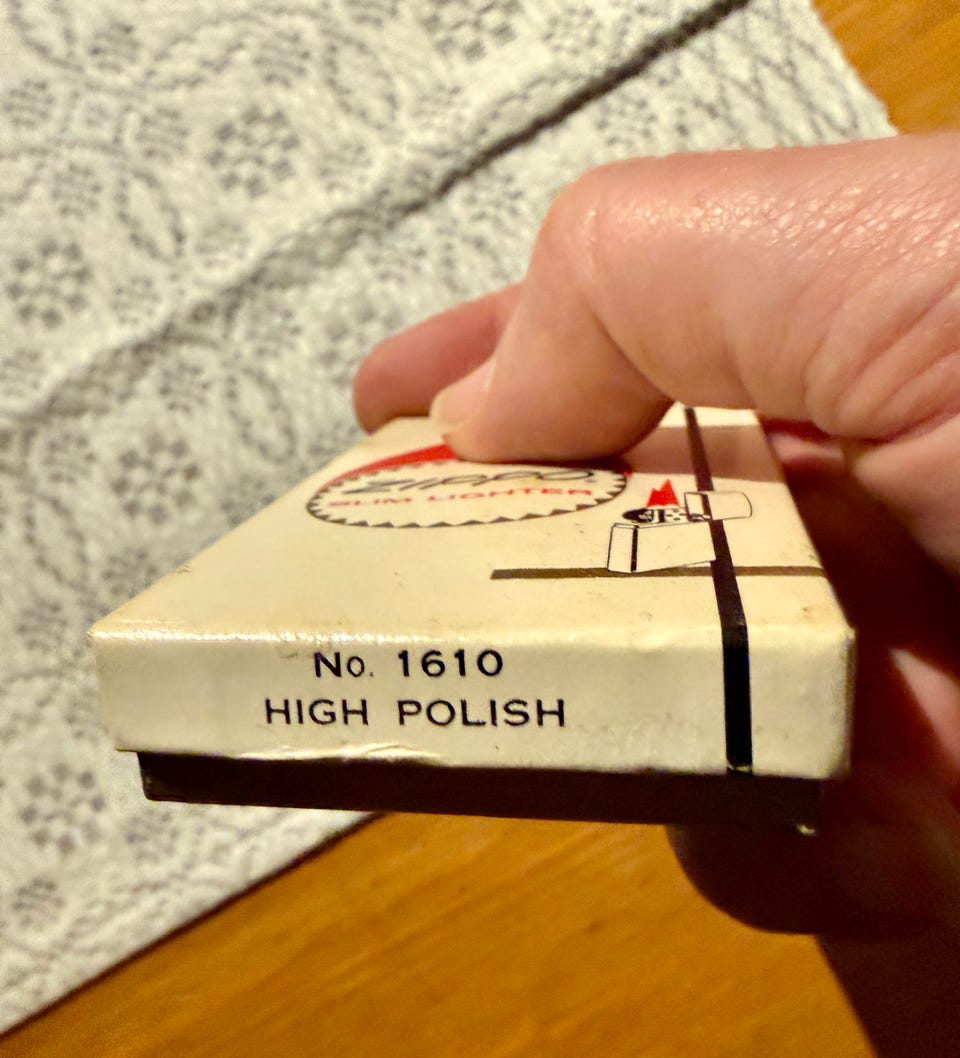 ZIPPO
SLIM LIGHTER
No. 1610
HIGH POLISH